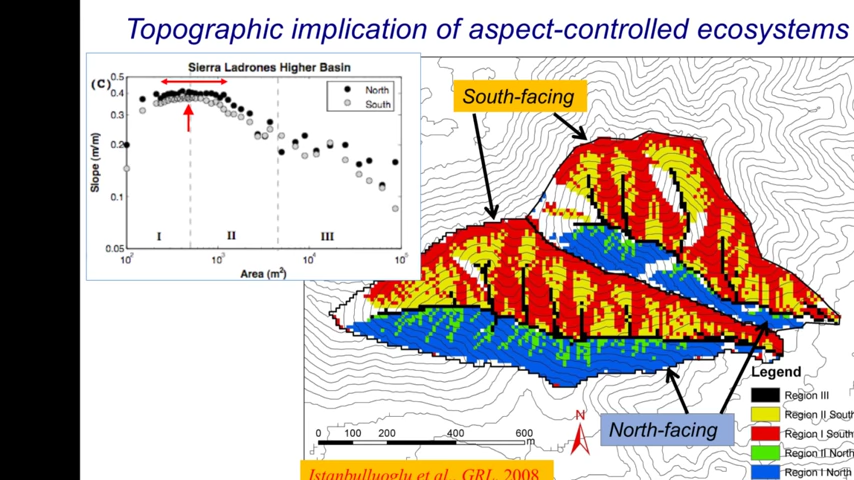 Topographic implication of aspect-controlled ecosystems
Sierra Ladrones Higher Basin
(C)
0.5
0.4
0.2
0.1
0.05
Slope (m/m)
North
South
I
II
III
10²
10³
10⁴
10⁵
Area (m²)
South-facing
North-facing
N
0 100 200 400 600
m
Legend
Region III
Region II South
Region I South
Region II North
Region I North
Istanbulluoglu et al., GRL, 2008